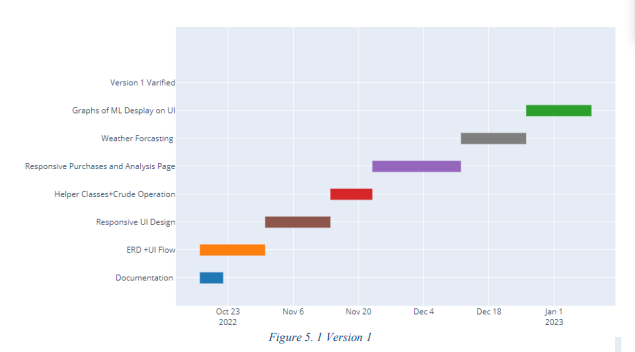 Version 1 Varified
Graphs of ML Desplay on UI
Weather Forcasting
Responsive Purchases and Analysis Page
Helper Classes+Crude Operation
Responsive UI Design
ERD +UI Flow
Documentation
Oct 23 Nov 6 Nov 20 Dec 4 Dec 18 Jan 1
2022 2023
Figure 5. 1 Version 1